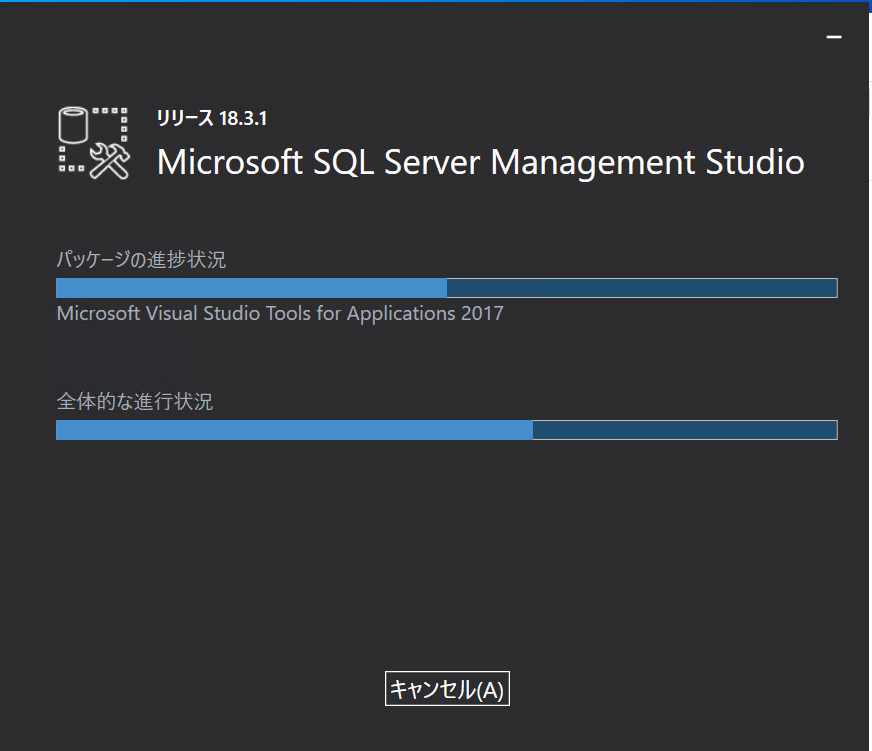 リリース 18.3.1
Microsoft SQL Server Management Studio
パッケージの進捗状況
Microsoft Visual Studio Tools for Applications 2017
全体的な進行状況
キャンセル(A)